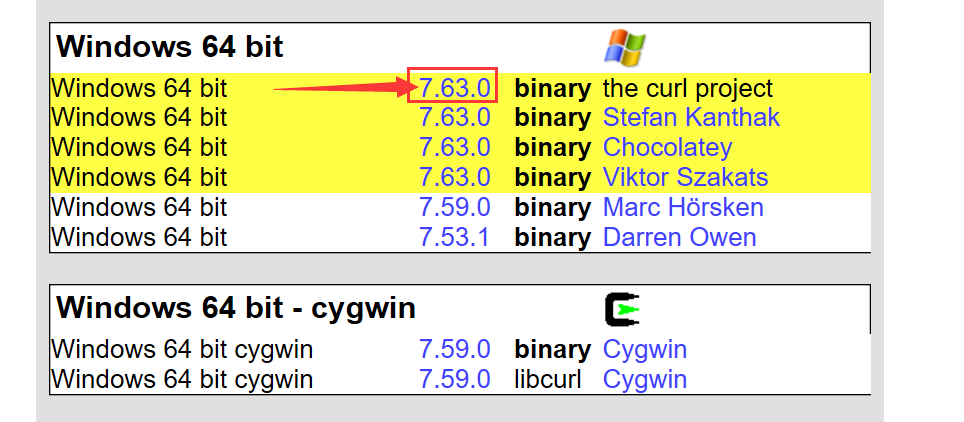 Windows 64 bit
Windows 64 bit 7.63.0 binary the curl project
Windows 64 bit 7.63.0 binary Stefan Kanthak
Windows 64 bit 7.63.0 binary Chocolatey
Windows 64 bit 7.63.0 binary Viktor Szakats
Windows 64 bit 7.59.0 binary Marc Hörsken
Windows 64 bit 7.53.1 binary Darren Owen
Windows 64 bit - cygwin
Windows 64 bit cygwin 7.59.0 binary Cygwin
Windows 64 bit cygwin 7.59.0 libcurl Cygwin